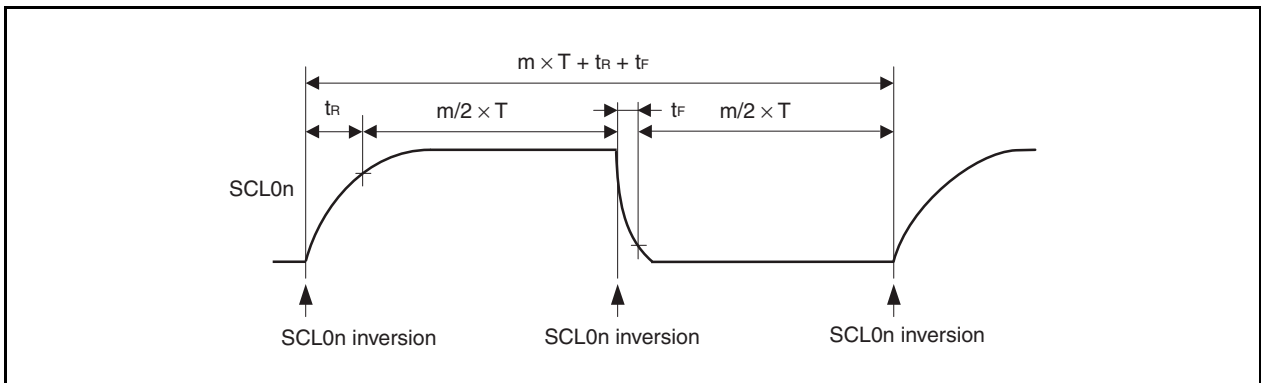 m × T + tR + tF
tR
m/2 × T
tF
m/2 × T
SCL0n
SCL0n inversion
SCL0n inversion
SCL0n inversion